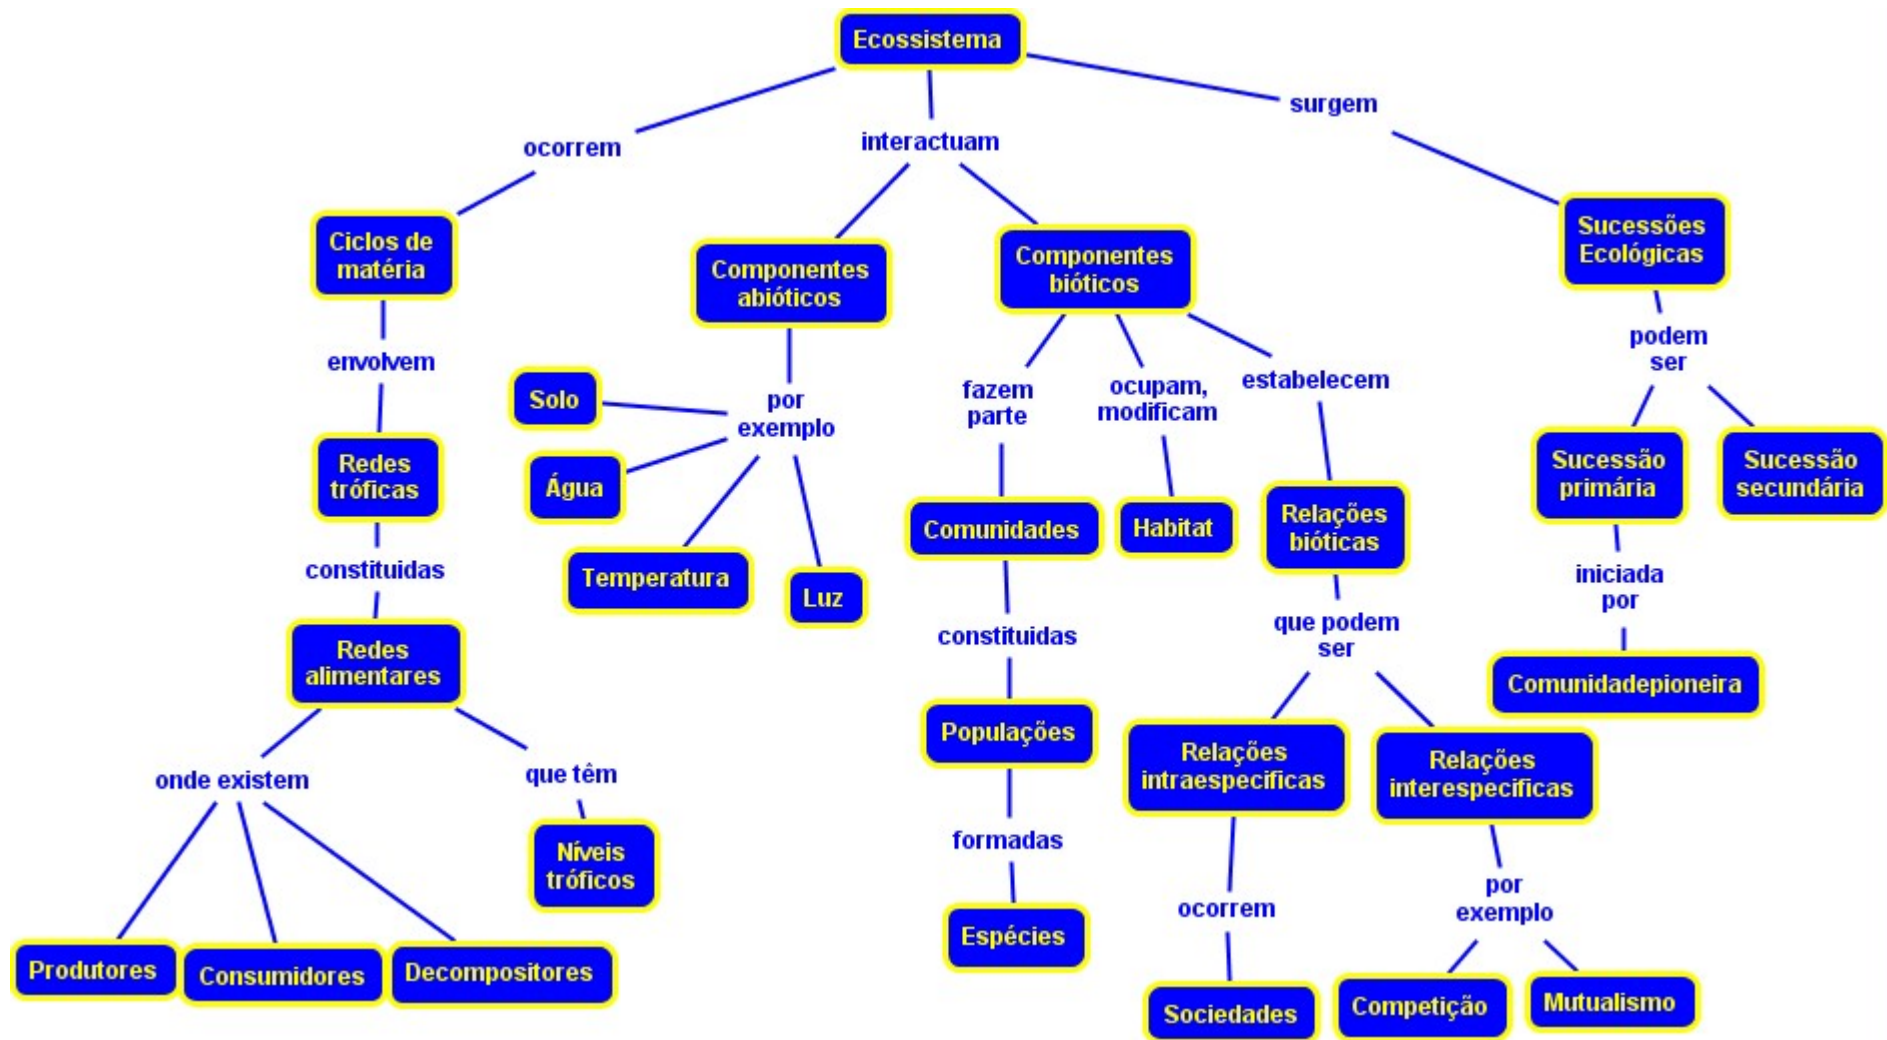 Ecossistema
surgem
ocorrem
interactuam
Ciclos de
matéria
Componentes
abióticos
Componentes
bióticos
Sucessões
Ecológicas
envolvem
por
exemplo
fazem
parte
ocupam,
modificam
estabelecem
podem
ser
Solo
Água
Temperatura
Luz
Redes
tróficas
Comunidades
Habitat
Relações
bióticas
Sucessão
primária
Sucessão
secundária
constituidas
constituidas
que podem
ser
iniciada
por
Redes
alimentares
Populações
Relações
intraespecificas
Relações
interespecificas
Comunidadepioneira
onde existem
que têm
formadas
ocorrem
por
exemplo
Níveis
tróficos
Produtores
Consumidores
Decompositores
Espécies
Sociedades
Competição
Mutualismo